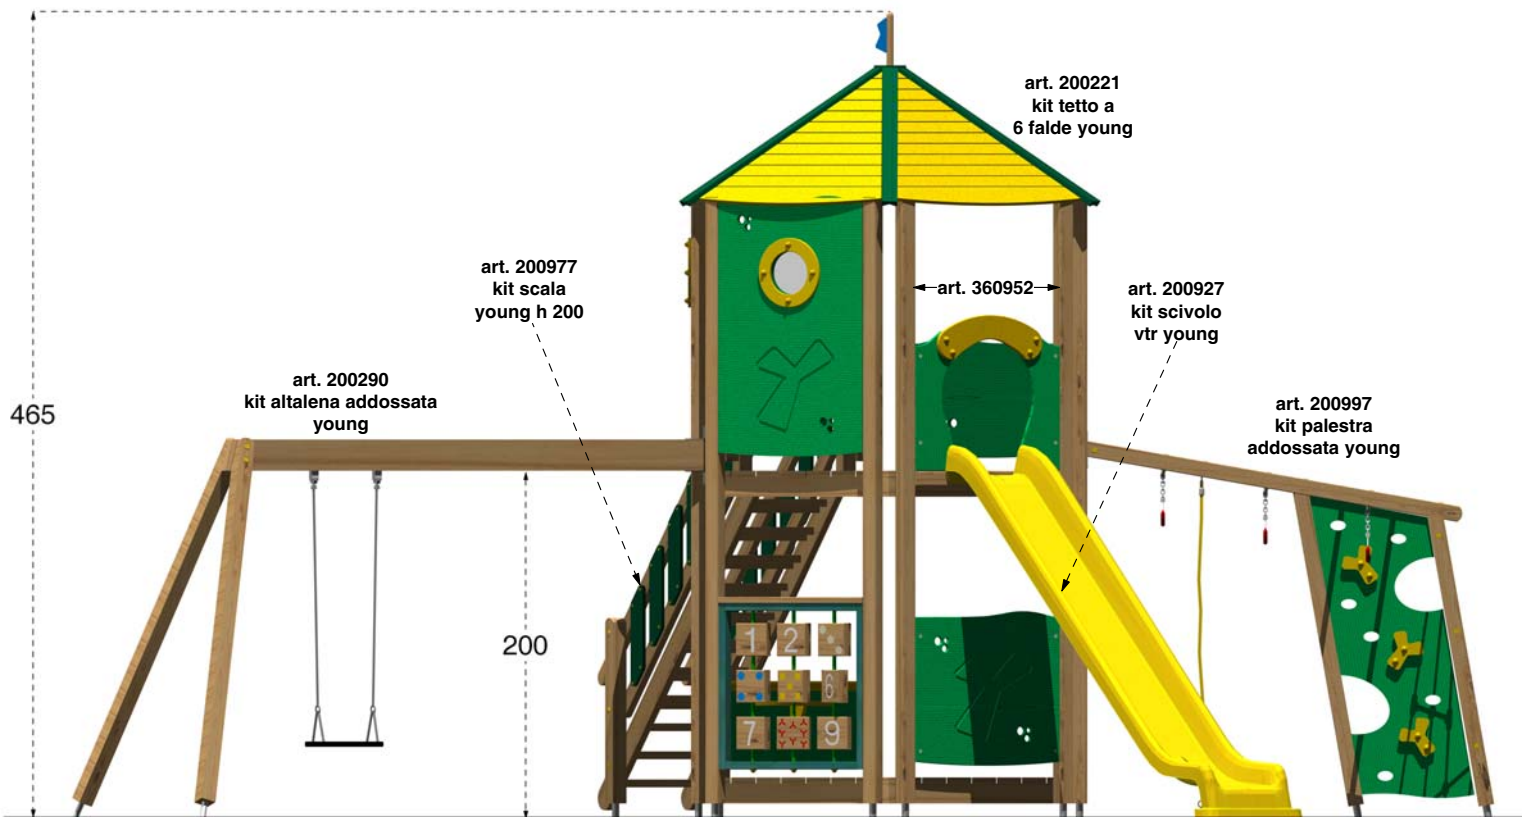 art. 200221
kit tetto a
6 falde young
art. 200977
kit scala
young h 200
art. 360952
art. 200927
kit scivolo
vtr young
art. 200290
kit altalena addossata
young
465
art. 200997
kit palestra
addossata young
200
1 2
6
7 9